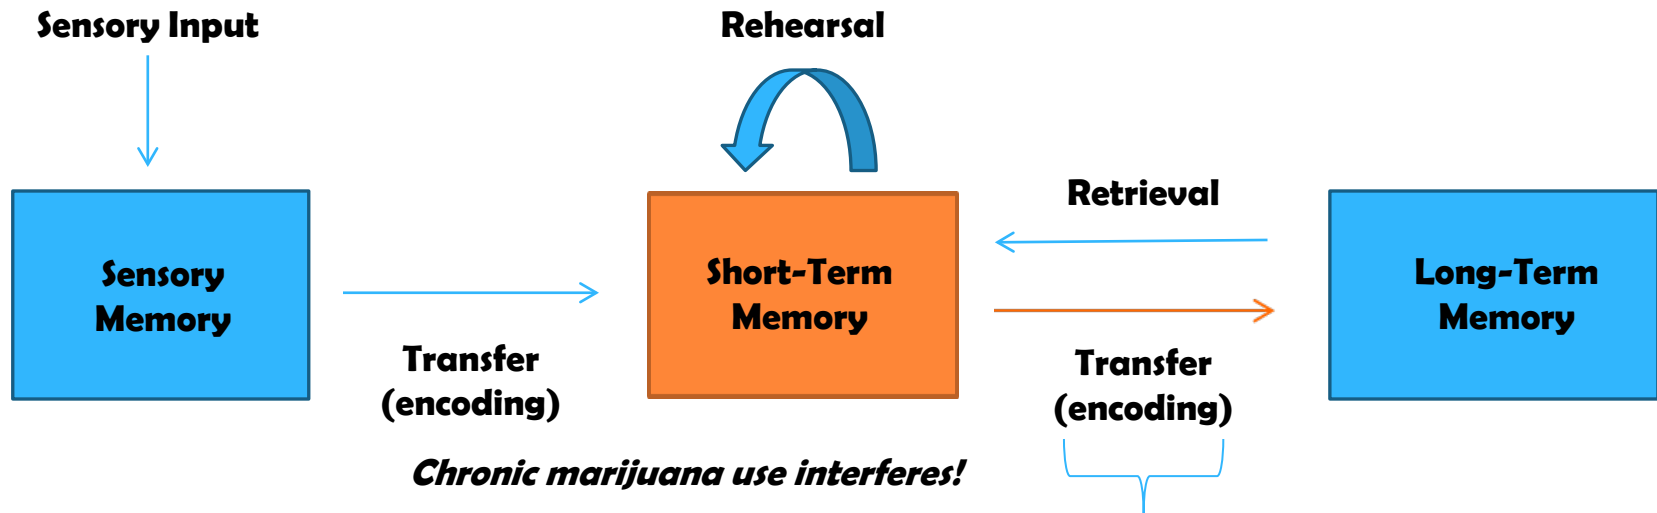 Sensory Input
Rehearsal
Sensory
Memory
Transfer
(encoding)
Short-Term
Memory
Retrieval
Transfer
(encoding)
Long-Term
Memory
Chronic marijuana use interferes!